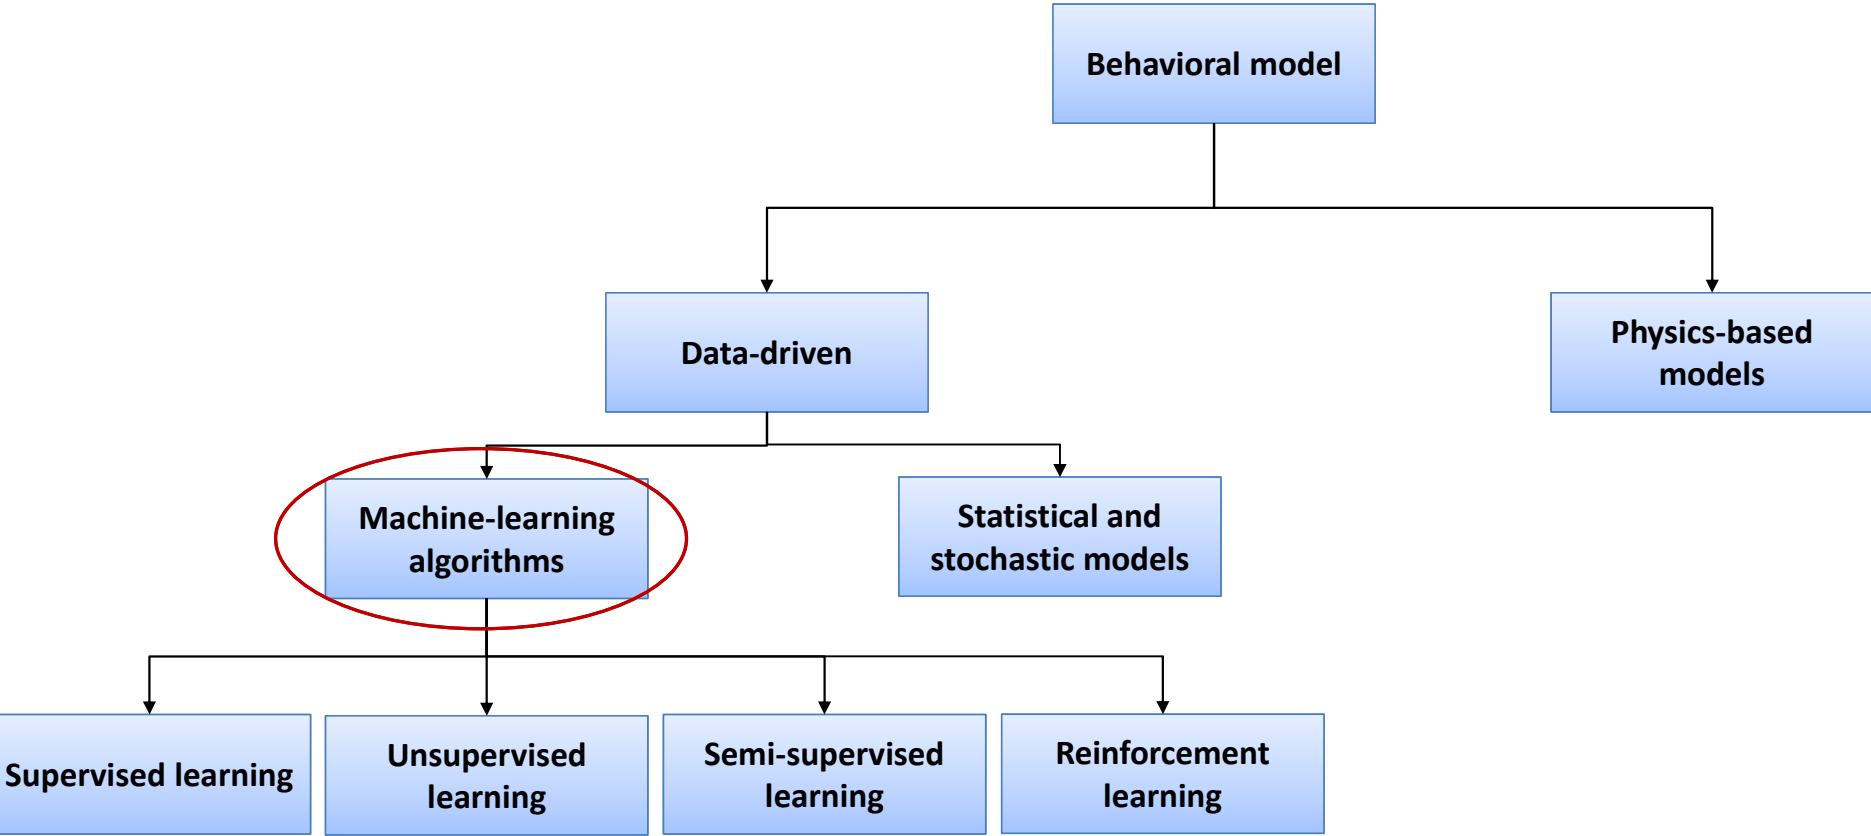 Behavioral model
Data-driven
Physics-based
models
Machine-learning
algorithms
Statistical and
stochastic models
Supervised learning
Unsupervised
learning
Semi-supervised
learning
Reinforcement
learning